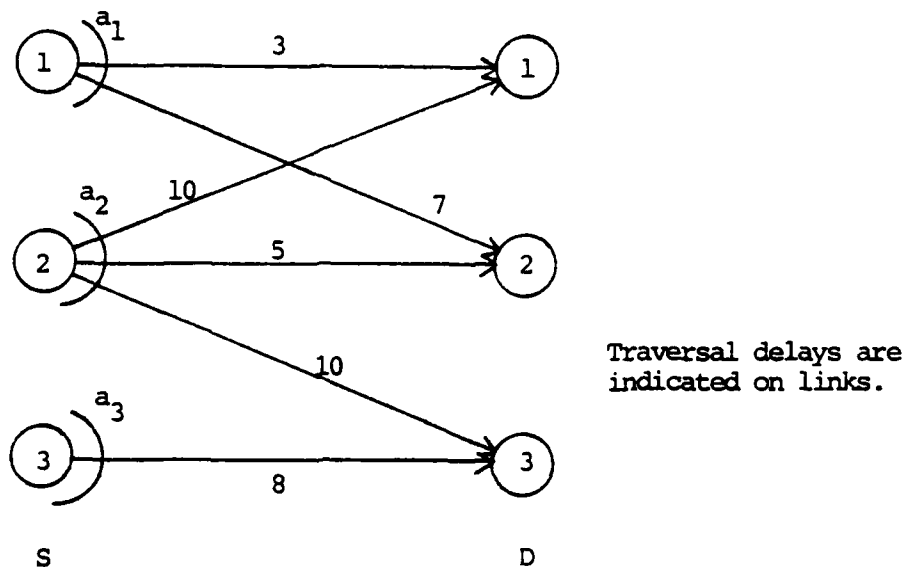 a1
3
1
1
10
7
a2
2
5
2
10
Traversal delays are
indicated on links.
a3
3
8
3
S D